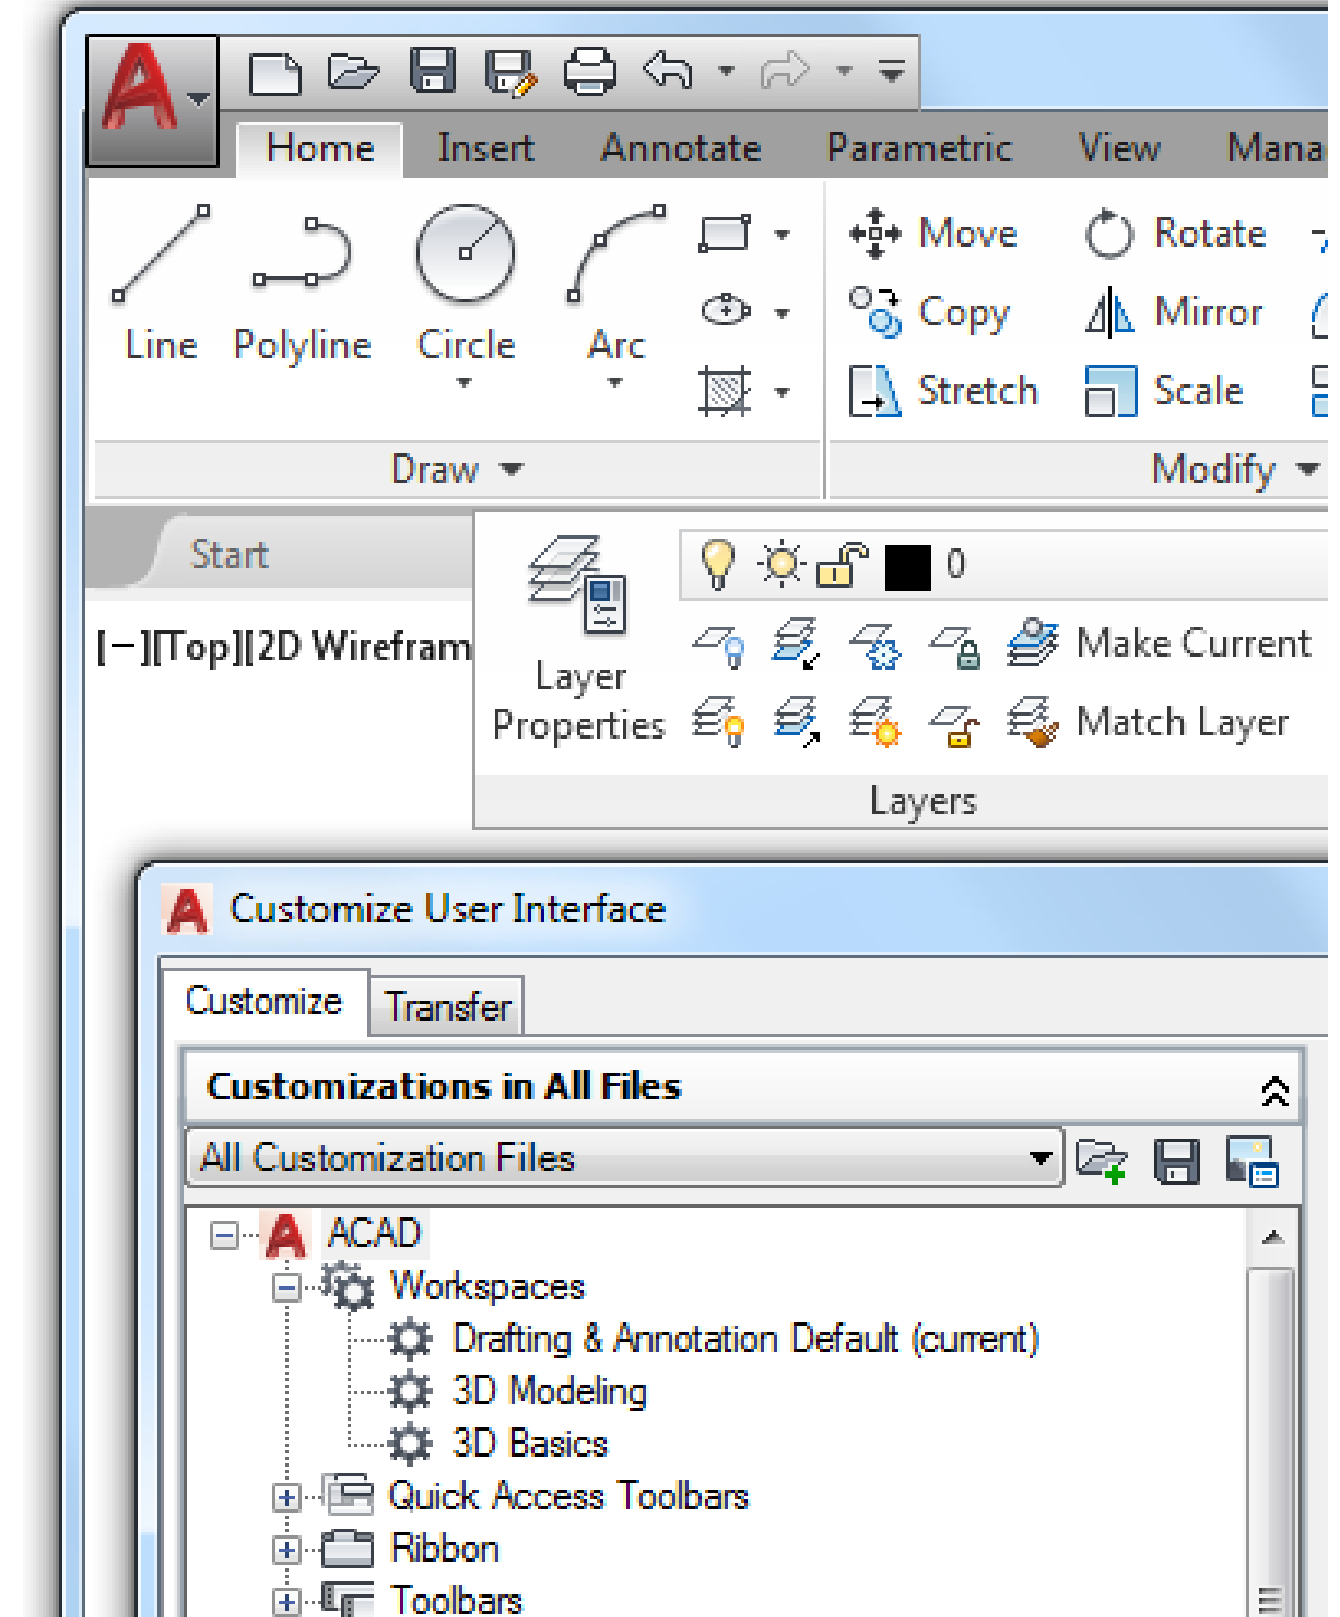 Home Insert Annotate Parametric View Mana
Move Rotate
Copy Mirror
Line Polyline Circle Arc
Stretch Scale
Draw Modify
Start
0
[−][Top][2D Wirefram
Make Current
Layer
Properties
Match Layer
Layers
Customize User Interface
Customize Transfer
Customizations in All Files
All Customization Files
ACAD
Workspaces
Drafting & Annotation Default (current)
3D Modeling
3D Basics
Quick Access Toolbars
Ribbon
Toolbars